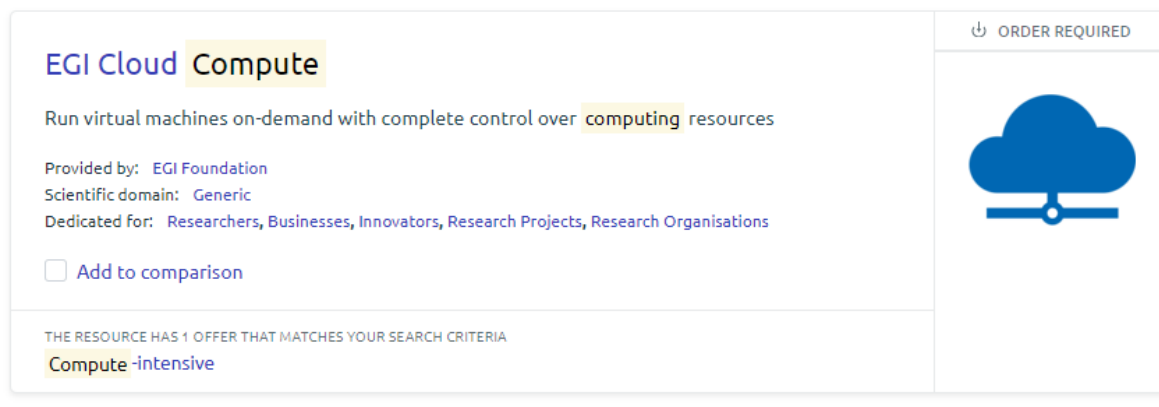 ORDER REQUIRED
EGI Cloud Compute
Run virtual machines on-demand with complete control over computing resources
Provided by: EGI Foundation
Scientific domain: Generic
Dedicated for: Researchers, Businesses, Innovators, Research Projects, Research Organisations
Add to comparison
THE RESOURCE HAS 1 OFFER THAT MATCHES YOUR SEARCH CRITERIA
Compute-intensive